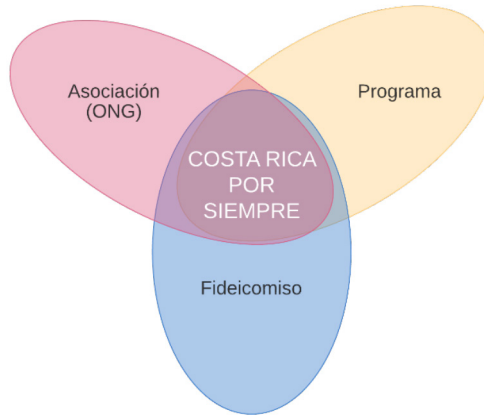 Asociación
(ONG)
Programa
COSTA RICA
POR
SIEMPRE
Fideicomiso